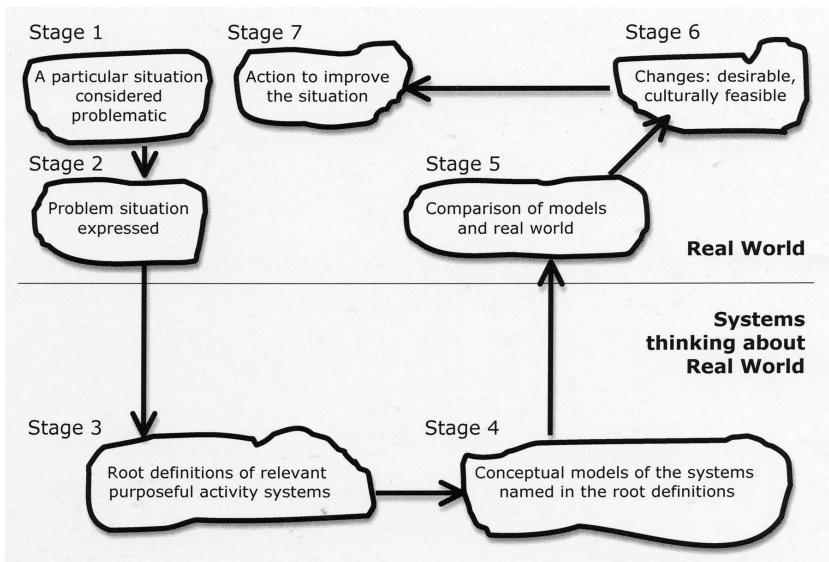 Stage 1
A particular situation
considered
problematic
Stage 2
Problem situation
expressed
Stage 7
Action to improve
the situation
Stage 6
Changes: desirable,
culturally feasible
Stage 5
Comparison of models
and real world
Real World
Systems
thinking about
Real World
Stage 3
Root definitions of relevant
purposeful activity systems
Stage 4
Conceptual models of the systems
named in the root definitions